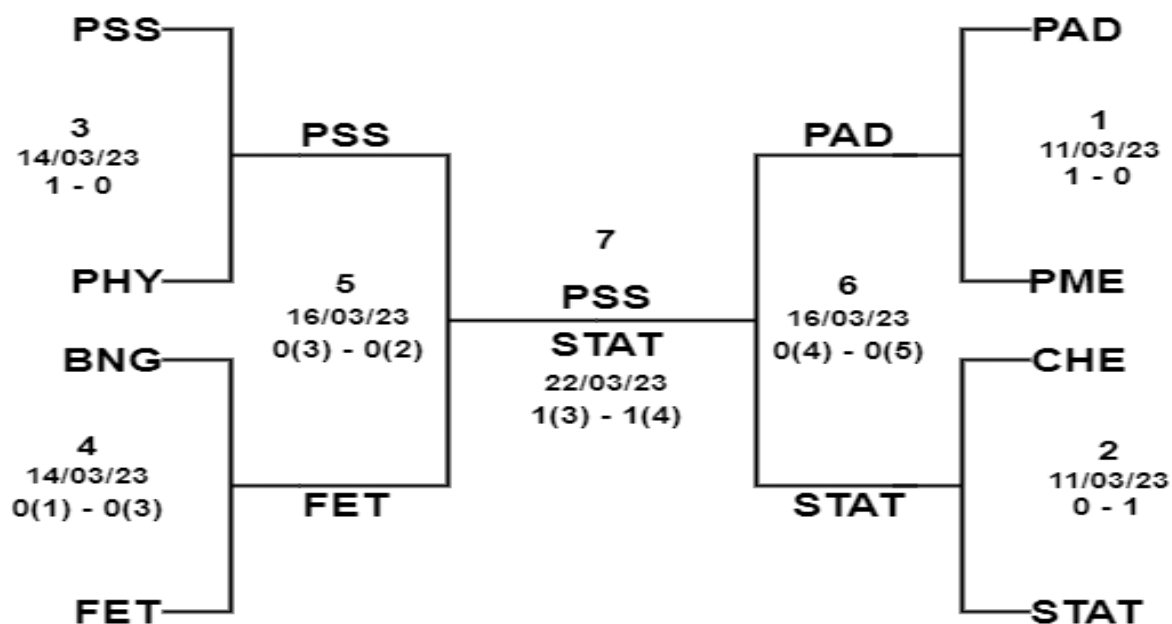 PSS
3
14/03/23
1 - 0
PHY
PSS
BNG
4
14/03/23
0(1) - 0(3)
FET
FET
5
16/03/23
0(3) - 0(2)
7
PSS
STAT
22/03/23
1(3) - 1(4)
PAD
6
16/03/23
0(4) - 0(5)
STAT
PAD
1
11/03/23
1 - 0
PME
CHE
2
11/03/23
0 - 1
STAT